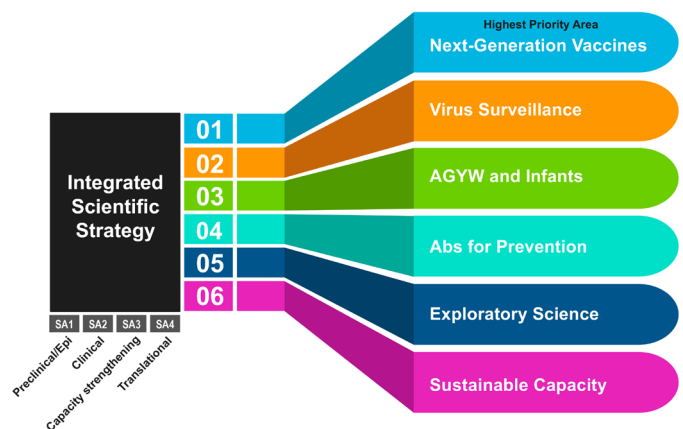 Highest Priority Area
Next-Generation Vaccines
01
Virus Surveillance
02
AGYW and Infants
03
Integrated
Scientific
Strategy
04
Abs for Prevention
05
Exploratory Science
06
Sustainable Capacity
SA1 SA2 SA3 SA4
Preclinical/Epi
Clinical
Capacity strengthening
Translational